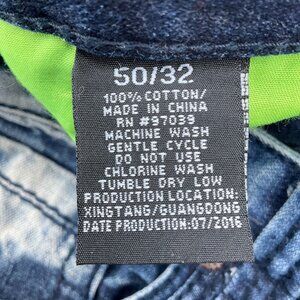 50/32
100% COTTON/
MADE IN CHINA
RN #97039
MACHINE WASH
GENTLE CYCLE
DO NOT USE
CHLORINE WASH
TUMBLE DRY LOW
PRODUCTION LOCATION:
XINGTANG/GUANGDONG
DATE PRODUCTION:07/2016